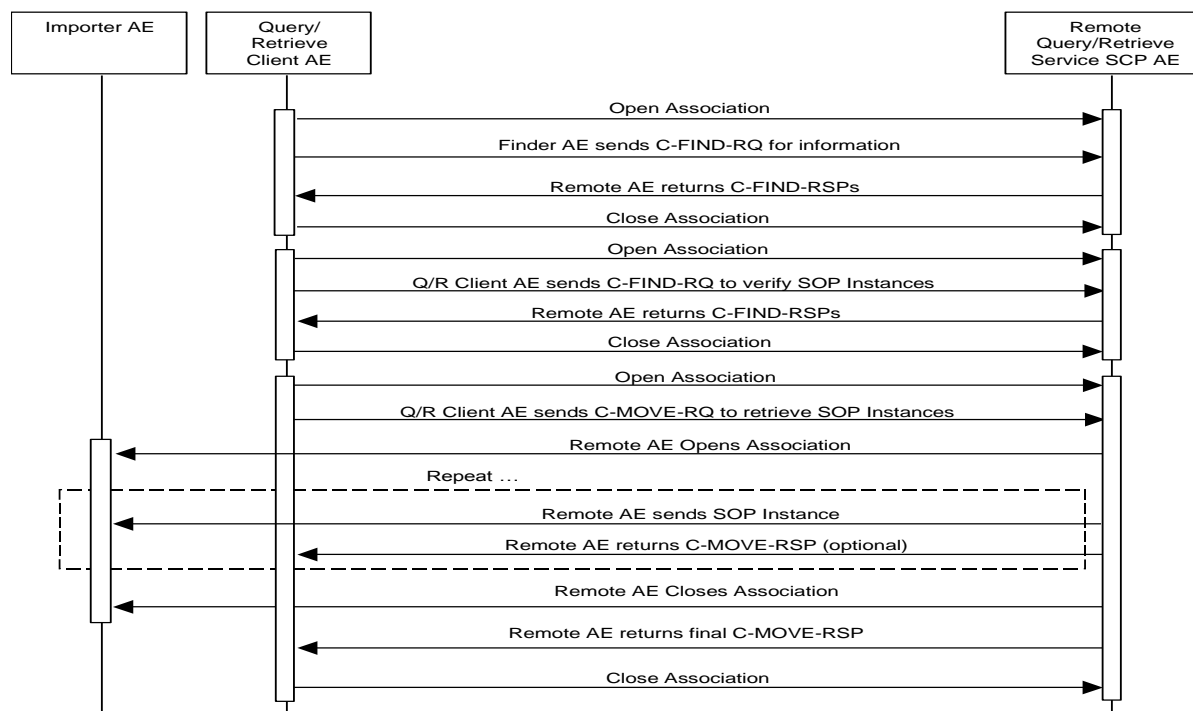 Importer AE
Query/
Retrieve
Client AE
Remote
Query/Retrieve
Service SCP AE
Open Association
Finder AE sends C-FIND-RQ for information
Remote AE returns C-FIND-RSPs
Close Association
Open Association
Q/R Client AE sends C-FIND-RQ to verify SOP Instances
Remote AE returns C-FIND-RSPs
Close Association
Open Association
Q/R Client AE sends C-MOVE-RQ to retrieve SOP Instances
Remote AE Opens Association
Repeat …
Remote AE sends SOP Instance
Remote AE returns C-MOVE-RSP (optional)
Remote AE Closes Association
Remote AE returns final C-MOVE-RSP
Close Association